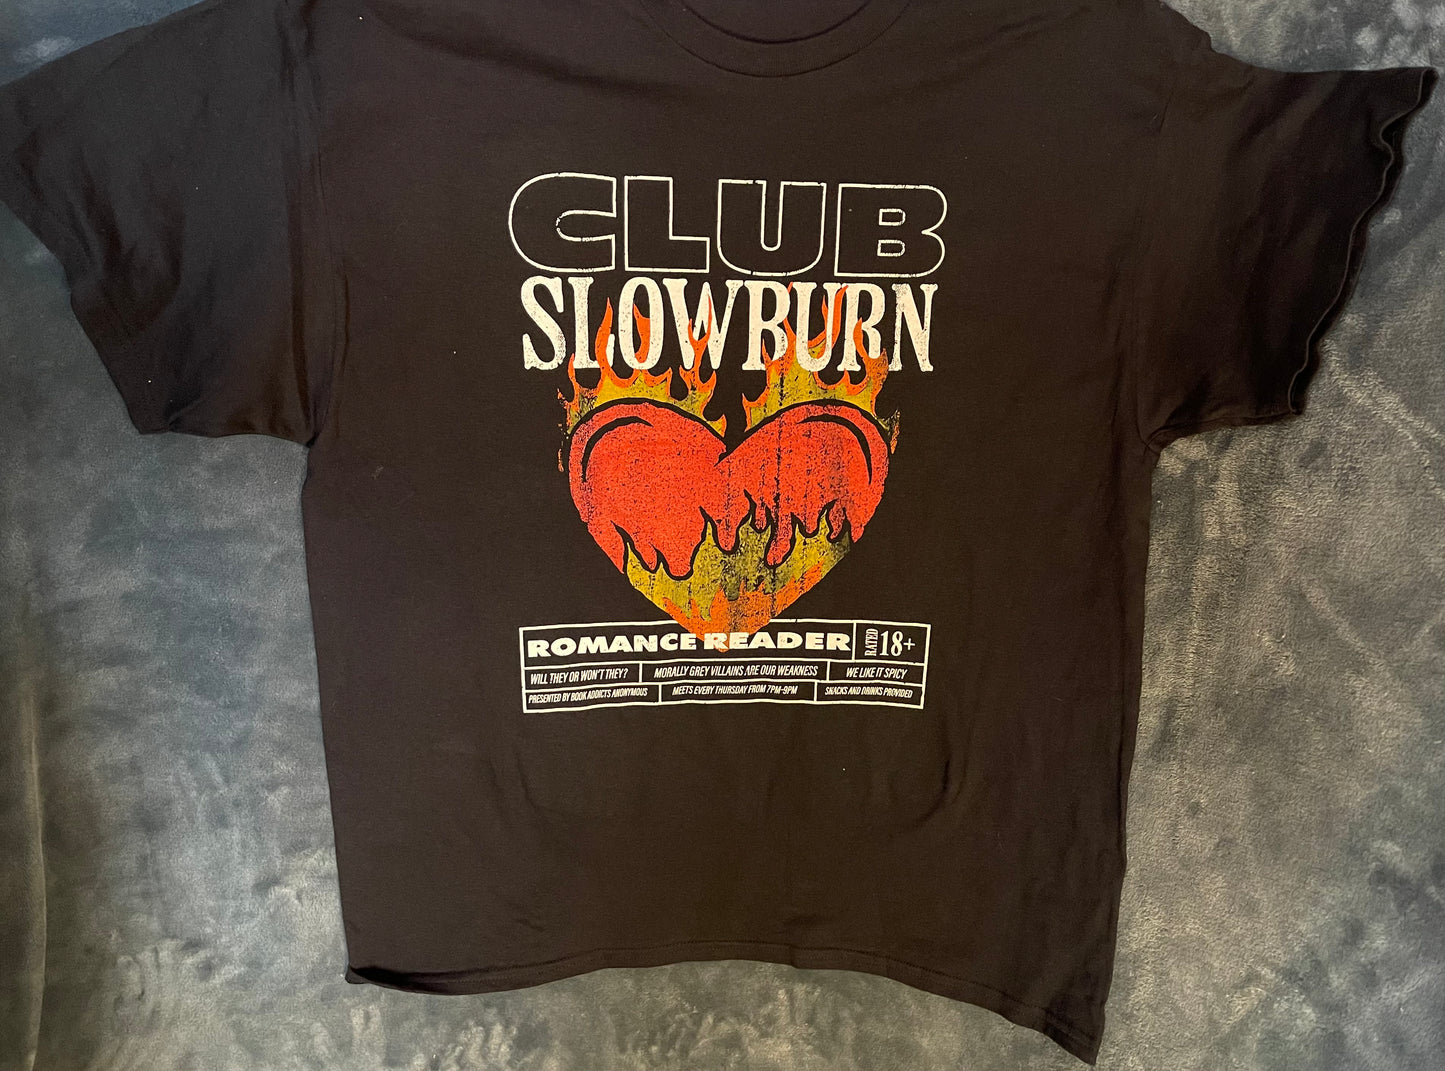 CLUB
SLOWBURN
ROMANCE READER RATED 18+
WILL THEY OR WON'T THEY? MORALLY GREY VILLAINS ARE OUR WEAKNESS WE LIKE IT SPICY
PRESENTED BY BOOK ADDICTS ANONYMOUS MEETS EVERY THURSDAY FROM 7PM-9PM SNACKS AND DRINKS PROVIDED